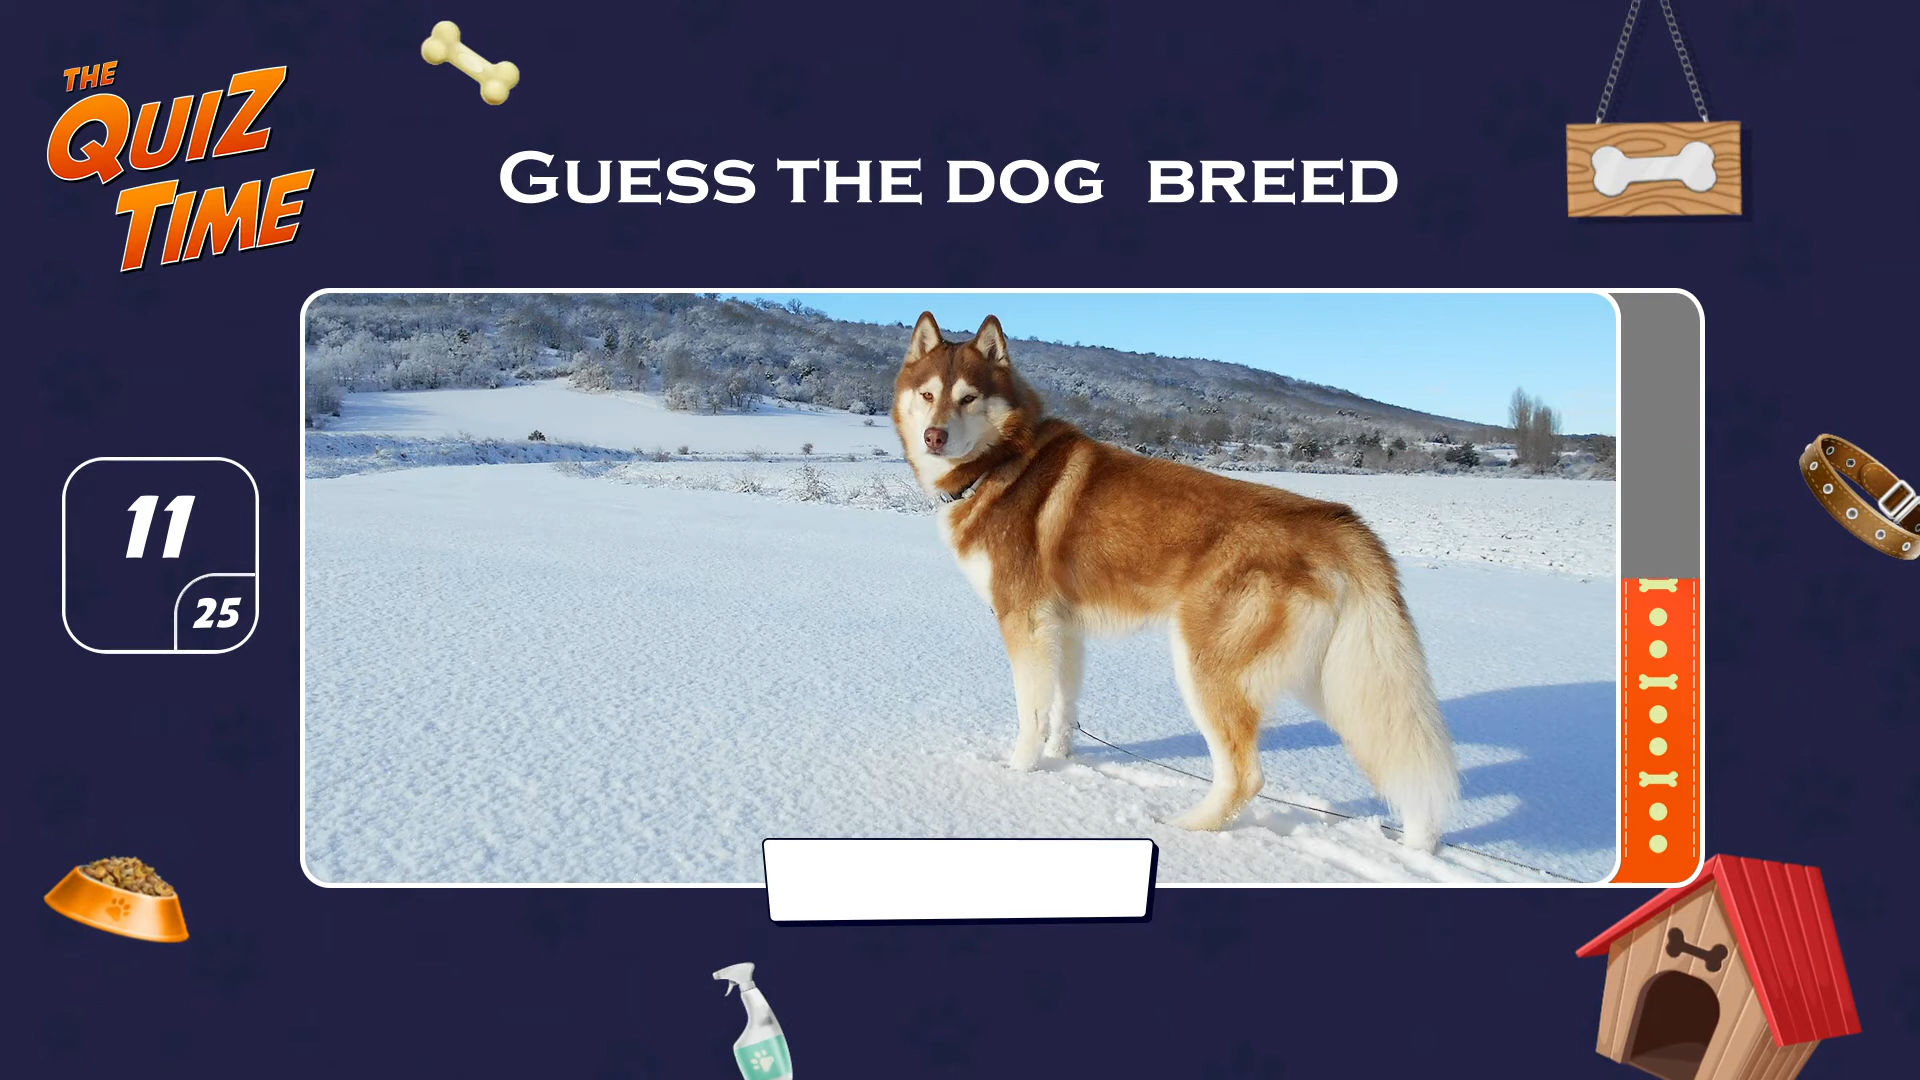 THE
QUIZ
TIME
GUESS THE DOG BREED
11
25